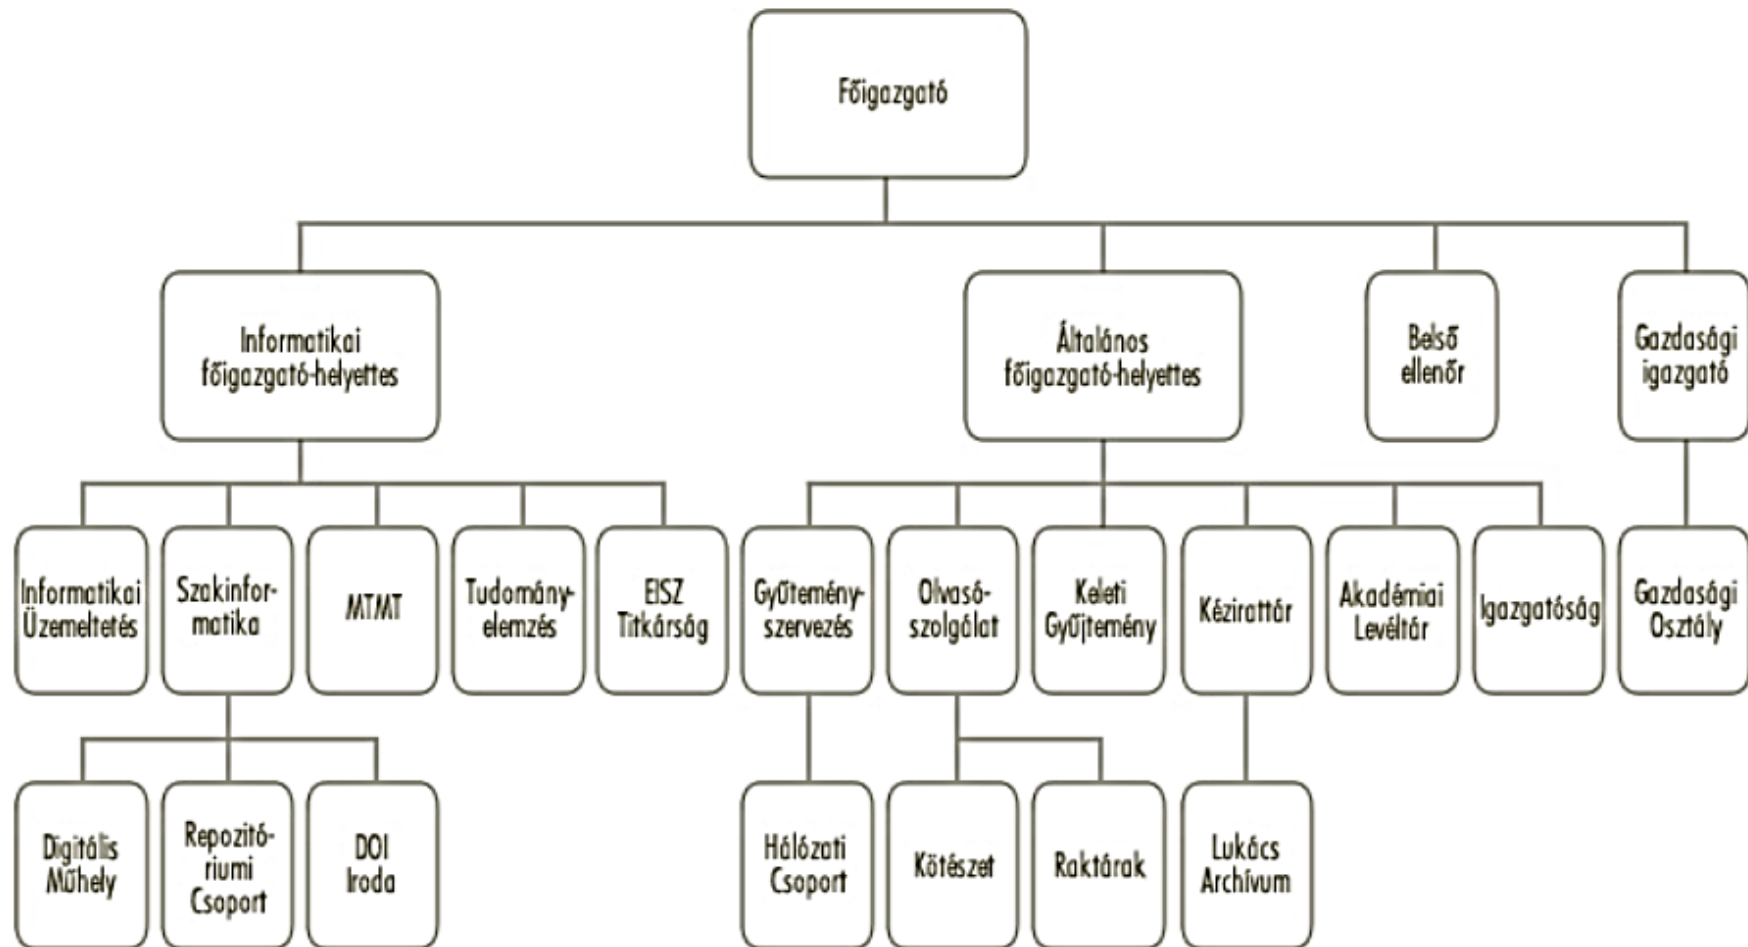 Főigazgató
Informatikai
főigazgató-helyettes
Általános
főigazgató-helyettes
Belső
ellenőr
Gazdasági
igazgató
Informatikai
Üzemeltetés
Szakinfor-
matika
MTMT
Tudomány-
elemzés
EISZ
Titkárság
Gyűtemény-
szervezés
Olvasó-
szolgálat
Keleti
Gyűjtemény
Kézirattár
Akadémiai
Levéltár
Igazgatóság
Gazdasági
Osztály
Digitális
Műhely
Repozitó-
riumi
Csoport
DOI
Iroda
Hálózati
Csoport
Kötészet
Raktárak
Lukács
Archívum